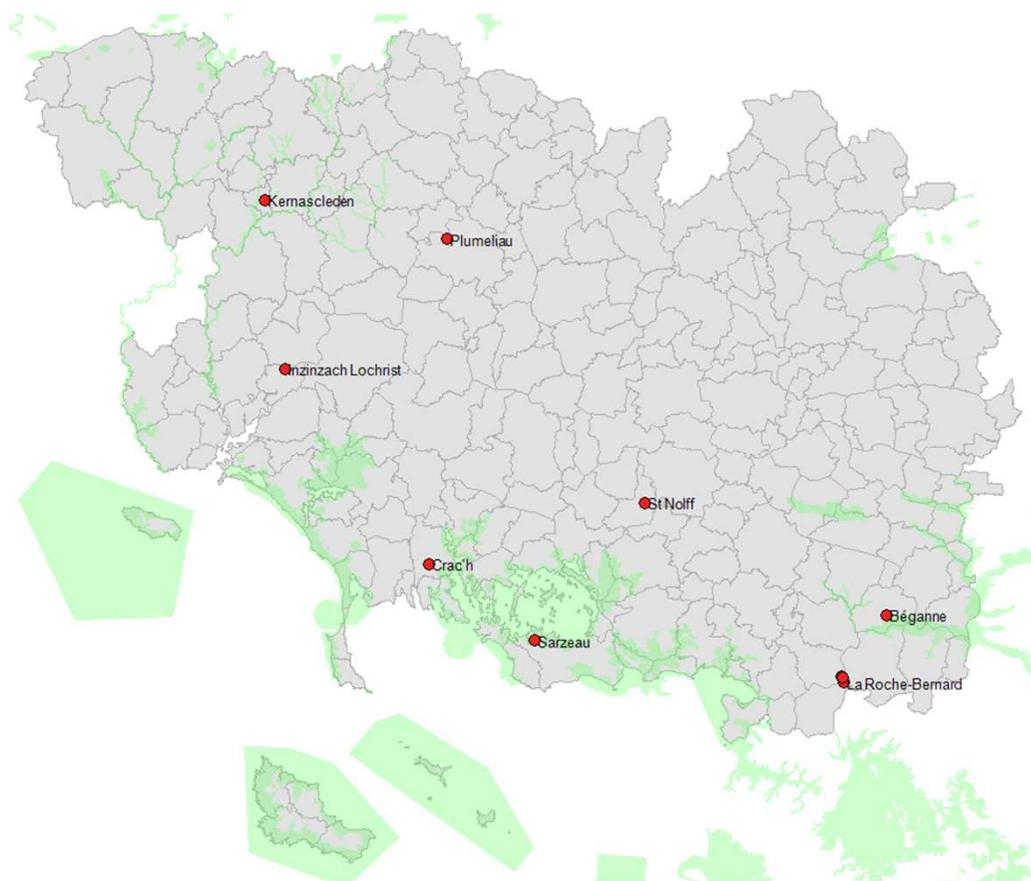 Kernascleden
Plumeliau
Inzinzach Lochrist
St Nolff
Crac'h
Béganne
Sarzeau
La Roche-Bernard